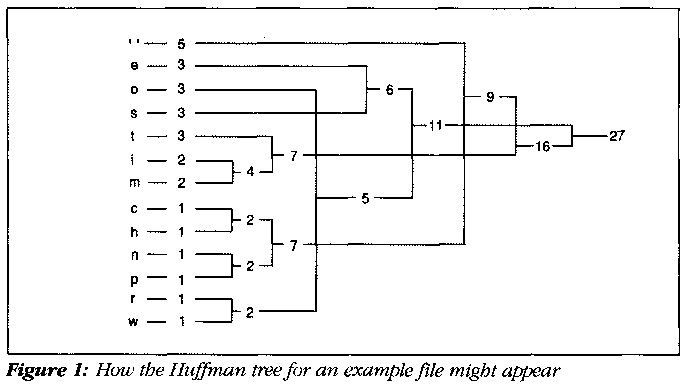 ' ' — 5
e — 3
o — 3
s — 3
t — 3
i — 2
m — 2
c — 1
h — 1
n — 1
p — 1
r — 1
w — 1
4
2
2
2
7
7
5
6
11
9
16
27
Figure 1: How the Huffman tree for an example file might appear